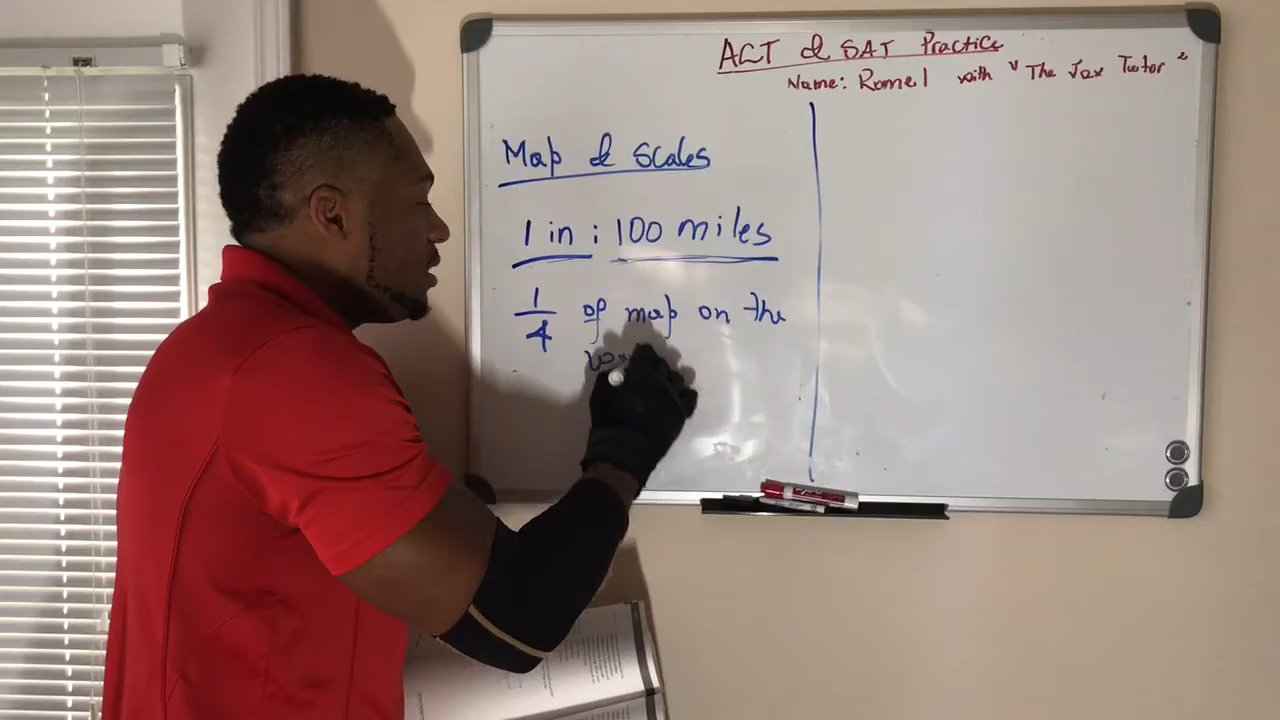 ACT & SAT Practice
Name: Romel with "The Jax Tutor"
Map & Scales
1 in : 100 miles
1/4 of map on the